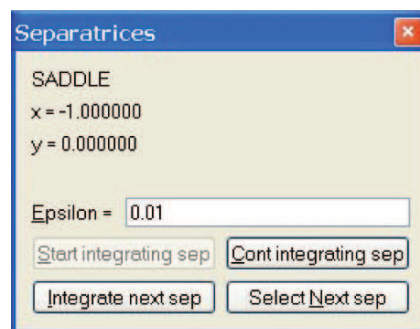 Separatrices
SADDLE
x = -1.000000
y = 0.000000
Epsilon = 0.01
Start integrating sep Cont integrating sep
Integrate next sep Select Next sep